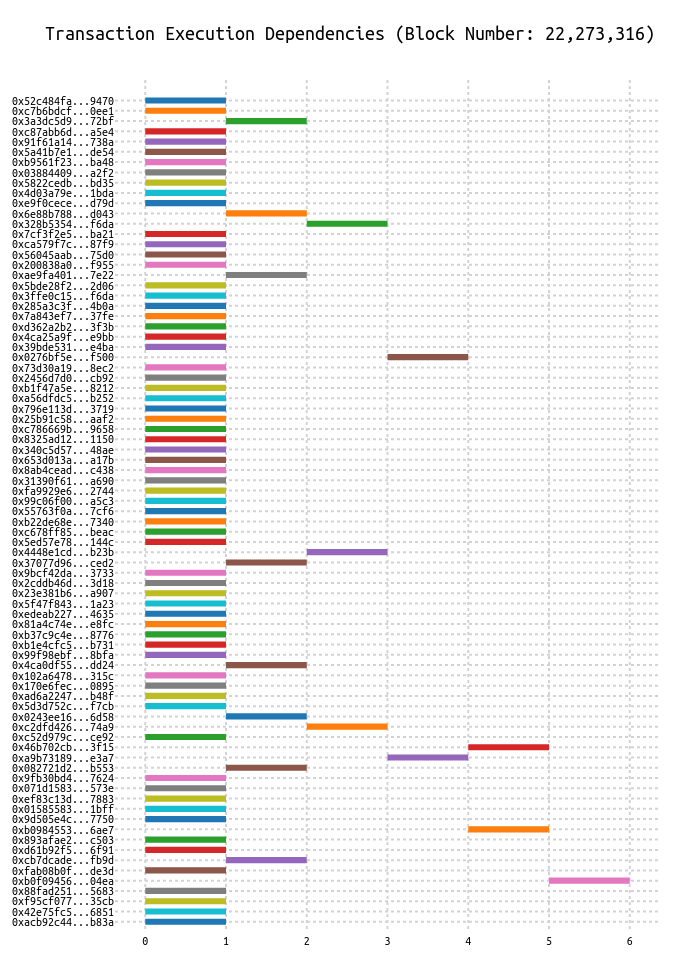 Transaction Execution Dependencies (Block Number: 22,273,316)
0x52c484fa...9470
0xc7b6bdcf...0ee1
0x3a3dc5d9...72bf
0xc87abb6d...a5e4
0x91f61a14...738a
0x5a41b7e1...de54
0xb9561f23...ba48
0x03884409...a2f2
0x5822cedb...bd35
0x4d03a79e...1bda
0xe9f0cece...d79d
0x6e88b788...d043
0x328b5354...f6da
0x7cf3f2e5...ba21
0xca579f7c...87f9
0x56045aab...75d0
0x200838a0...f955
0xae9fa401...7e22
0x5bde28f2...2d06
0x3ffe0c15...f6da
0x285a3c3f...4b0a
0x7a843ef7...37fe
0xd362a2b2...3f3b
0x4ca25a9f...e9bb
0x39bde531...e4ba
0x0276bf5e...f500
0x73d30a19...8ec2
0x2456d7d0...cb92
0xb1f47a5e...8212
0xa56dfdc5...b252
0x796e113d...3719
0x25b91c58...aaf2
0xc786669b...9658
0x8325ad12...1150
0x340c5d57...48ae
0x653d013a...a17b
0x8ab4cead...c438
0x31390f61...a690
0xfa9929e6...2744
0x99c06f00...a5c3
0x55763f0a...7cf6
0xb22de68e...7340
0xc678ff85...beac
0x5ed57e78...144c
0x4448e1cd...b23b
0x37077d96...ced2
0x9bcf42da...3733
0x2cddb46d...3d18
0x23e381b6...a907
0x5f47f843...1a23
0xedeab227...4635
0x81a4c74e...e8fc
0xb37c9c4e...8776
0xb1e4cfc5...b731
0x99f98ebf...8bfa
0x4ca0df55...dd24
0x102a6478...315c
0x170e6fec...0895
0xad6a2247...b48f
0x5d3d752c...f7cb
0x0243ee16...6d58
0xc2dfd426...74a9
0xc52d979c...ce92
0x46b702cb...3f15
0xa9b73189...e3a7
0x082721d2...b553
0x9fb30bd4...7624
0x071d1583...573e
0xef83c13d...7883
0x01585583...1bff
0x9d505e4c...7750
0xb0984553...6ae7
0x893afae2...c503
0xd61b92f5...6f91
0xcb7dcade...fb9d
0xfab08b0f...de3d
0xb0f09456...04ea
0x88fad251...5683
0xf95cf077...35cb
0x42e75fc5...6851
0xacb92c44...b83a
0 1 2 3 4 5 6